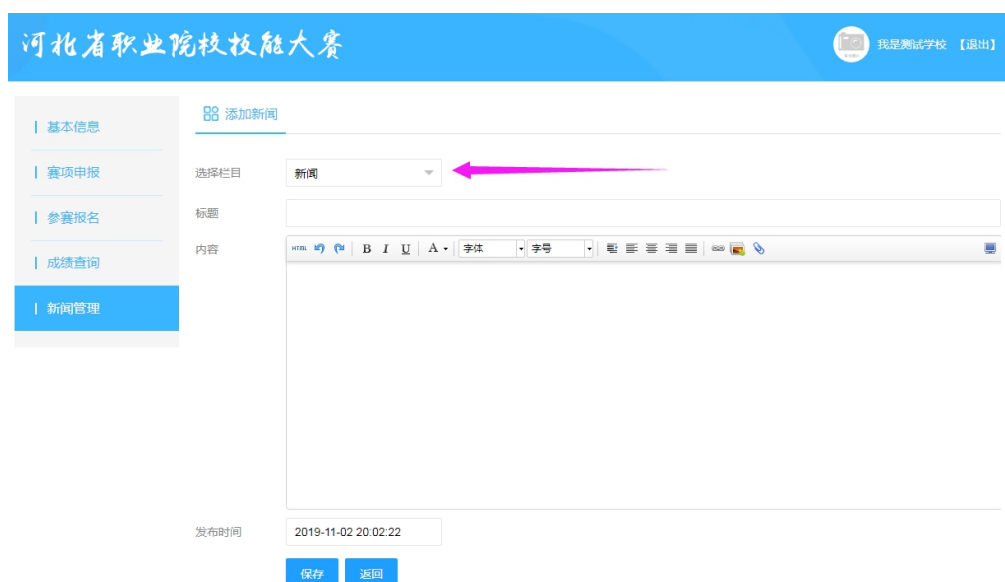 河北省职业院校技能大赛
我是测试学校 【退出】
基本信息
赛项申报
参赛报名
成绩查询
新闻管理
添加新闻
选择栏目
新闻
标题
内容
HTML B I U A 字体 字号
发布时间
2019-11-02 20:02:22
保存 返回